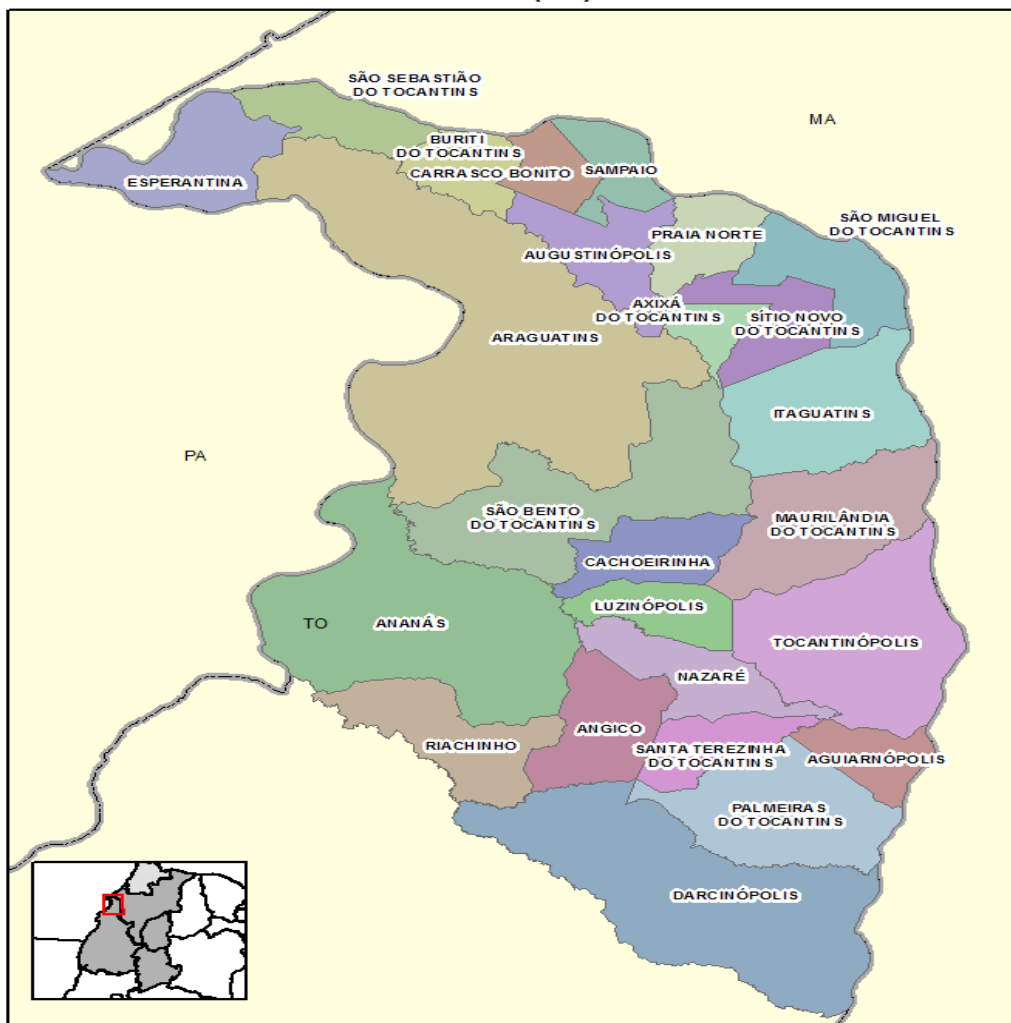 SÃO SEBASTIÃO
DO TOCANTINS
MA
BURITI
DO TOCANTINS
CARRASCO BONITO
SAMPAIO
ESPERANTINA
SÃO MIGUEL
DO TOCANTINS
PRAIA NORTE
AUGUSTINÓPOLIS
AXIXÁ
DO TOCANTINS
SÍTIO NOVO
DO TOCANTINS
ARAGUATINS
ITAGUATINS
PA
SÃO BENTO
DO TOCANTINS
MAURILÂNDIA
DO TOCANTINS
CACHOEIRINHA
LUZINÓPOLIS
TO
ANANÁS
TOCANTINÓPOLIS
NAZARÉ
ANGICO
RIACHINHO
SANTA TEREZINHA
DO TOCANTINS
AGUIARNÓPOLIS
PALMEIRAS
DO TOCANTINS
DARCINÓPOLIS